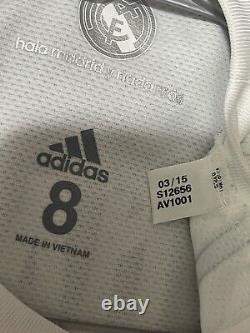 hala madrid y nada más
adidas
8
MADE IN VIETNAM
03/15
S12656
AV1001